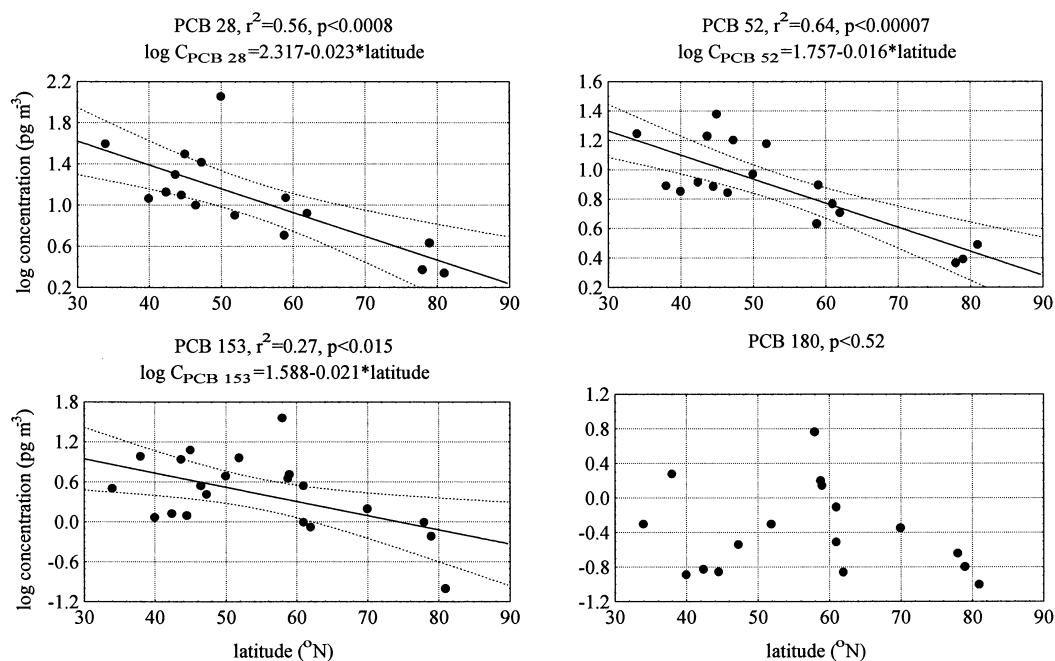 PCB 28, r²=0.56, p<0.0008
log C_PCB 28=2.317-0.023*latitude
log concentration (pg m⁻³)
2.2
1.8
1.4
1.0
0.6
0.2
30 40 50 60 70 80 90
PCB 52, r²=0.64, p<0.00007
log C_PCB 52=1.757-0.016*latitude
1.6
1.4
1.2
1.0
0.8
0.6
0.4
0.2
30 40 50 60 70 80 90
PCB 153, r²=0.27, p<0.015
log C_PCB 153=1.588-0.021*latitude
log concentration (pg m³)
1.8
1.2
0.6
0.0
-0.6
-1.2
30 40 50 60 70 80 90
latitude (°N)
PCB 180, p<0.52
1.2
0.8
0.4
0.0
-0.4
-0.8
-1.2
30 40 50 60 70 80 90
latitude (°N)